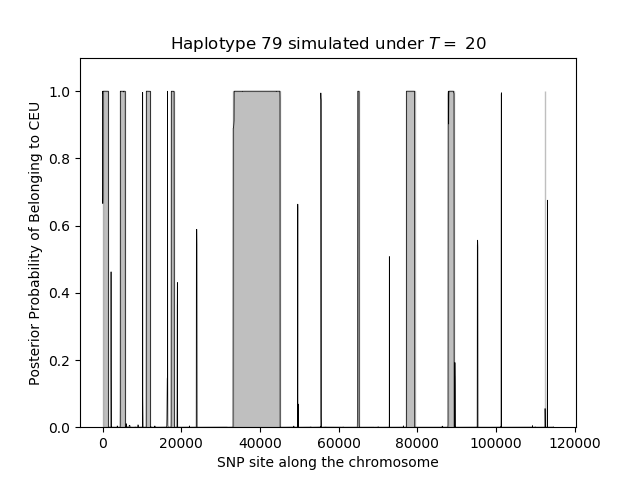 Haplotype 79 simulated under T = 20
Posterior Probability of Belonging to CEU
1.0
0.8
0.6
0.4
0.2
0.0
0 20000 40000 60000 80000 100000 120000
SNP site along the chromosome